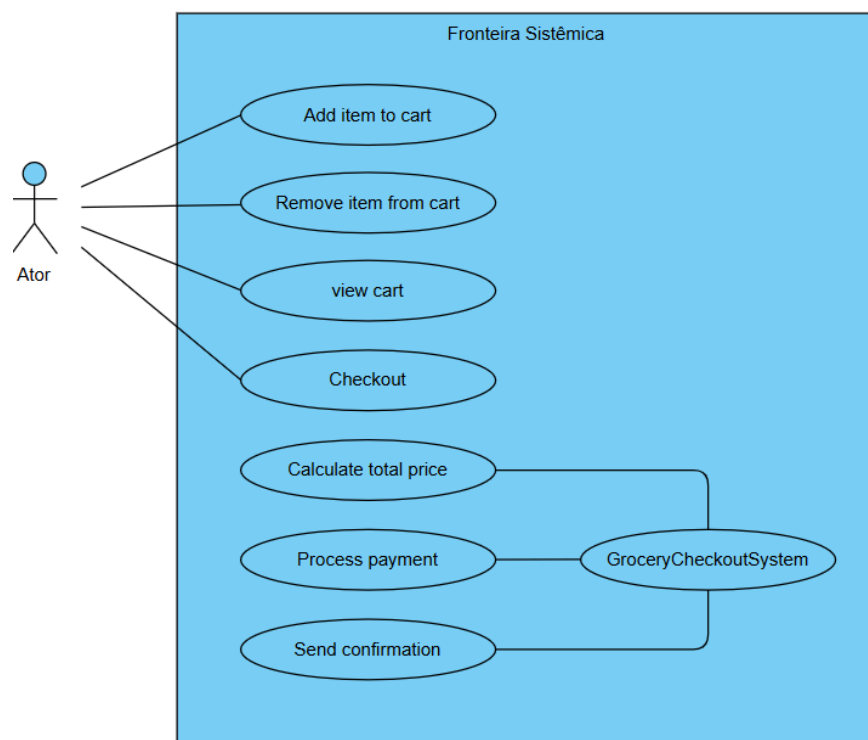 Fronteira Sistêmica
Add item to cart
Remove item from cart
Ator
view cart
Checkout
Calculate total price
Process payment
GroceryCheckoutSystem
Send confirmation